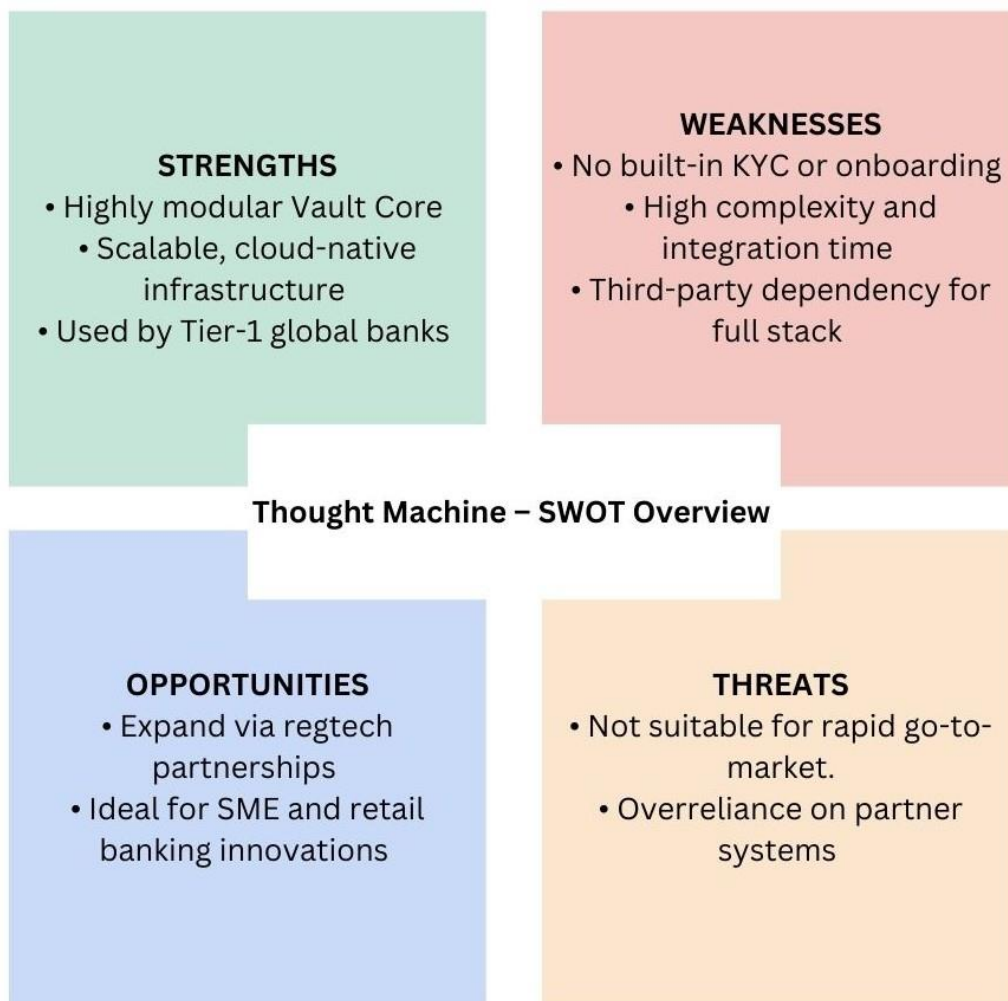 STRENGTHS
• Highly modular Vault Core
• Scalable, cloud-native
infrastructure
• Used by Tier-1 global banks
WEAKNESSES
• No built-in KYC or onboarding
• High complexity and
integration time
• Third-party dependency for
full stack
Thought Machine – SWOT Overview
OPPORTUNITIES
• Expand via regtech
partnerships
• Ideal for SME and retail
banking innovations
THREATS
• Not suitable for rapid go-to-
market.
• Overreliance on partner
systems